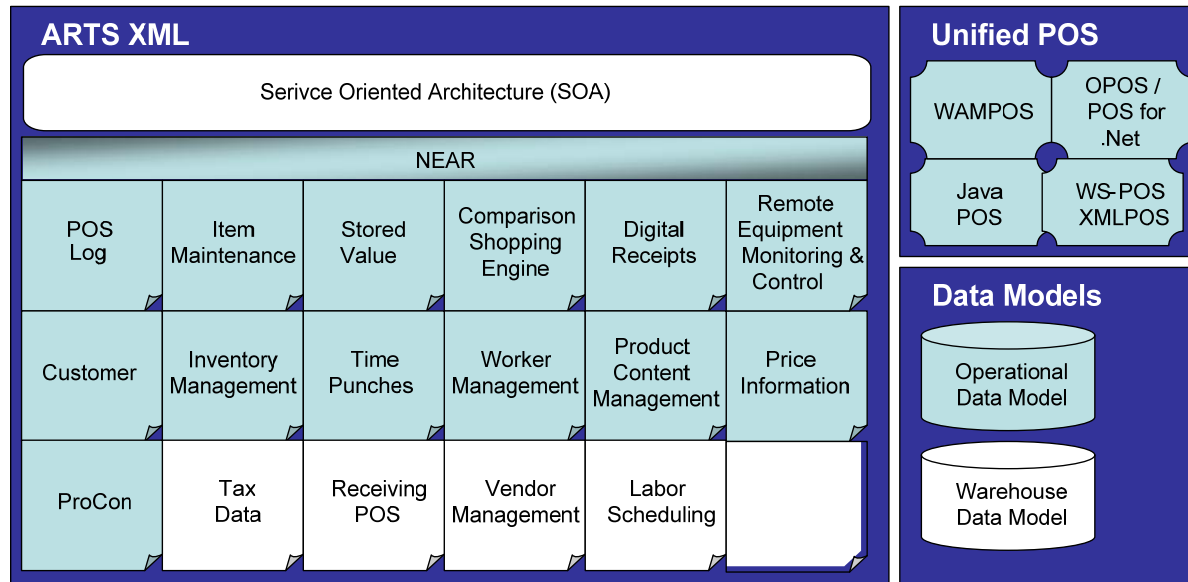 ARTS XML
Serivce Oriented Architecture (SOA)
NEAR
POS
Log
Item
Maintenance
Stored
Value
Comparison
Shopping
Engine
Digital
Receipts
Remote
Equipment
Monitoring &
Control
Customer
Inventory
Management
Time
Punches
Worker
Management
Product
Content
Management
Price
Information
ProCon
Tax
Data
Receiving
POS
Vendor
Management
Labor
Scheduling
Unified POS
WAMPOS
OPOS /
POS for
.Net
Java
POS
WS-POS
XMLPOS
Data Models
Operational
Data Model
Warehouse
Data Model